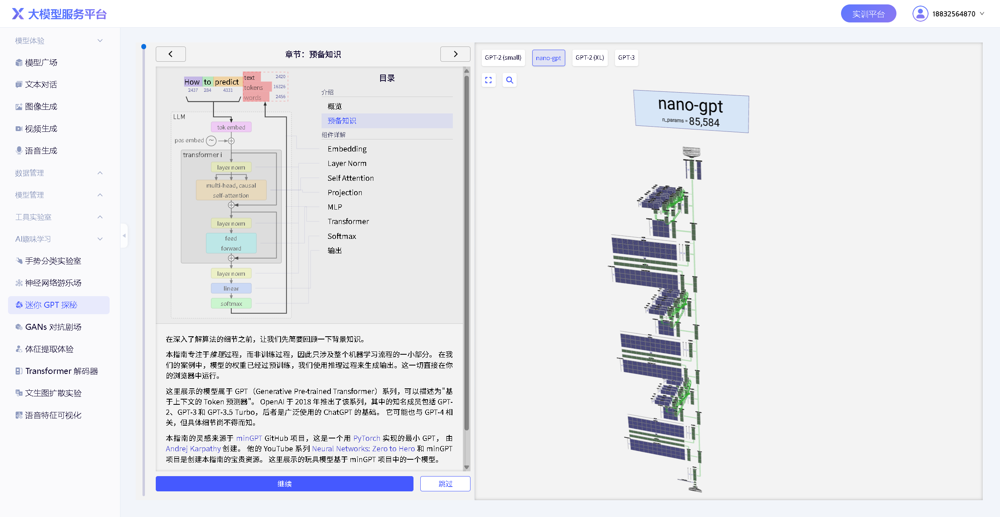 大模型服务平台
实训平台
18832564870
模型体验
模型广场
文本对话
图像生成
视频生成
语音生成
数据管理
模型管理
工具实验室
AI趣味学习
手势分类实验室
神经网络游乐场
迷你 GPT 探秘
GANs 对抗剧场
体征提取体验
Transformer 解码器
文生图扩散实验
语音特征可视化
章节：预备知识
How to predict
2437 284 4331
text 2420
tokens 16326
words 2456
LLM
tok embed
pos embed
transformer i
layer norm
multi-head, causal
self-attention
layer norm
feed
forward
layer norm
linear
softmax
目录
介绍
概览
预备知识
组件详解
Embedding
Layer Norm
Self Attention
Projection
MLP
Transformer
Softmax
输出
在深入了解算法的细节之前，让我们先简要回顾一下背景知识。
本指南专注于推理过程，而非训练过程，因此只涉及整个机器学习流程的一小部分。 在我
们的案例中，模型的权重已经过预训练，我们使用推理过程来生成输出。这一切直接在你
的浏览器中运行。
这里展示的模型属于 GPT（Generative Pre-trained Transformer）系列，可以描述为"基
于上下文的 Token 预测器"。 OpenAI 于 2018 年推出了该系列，其中的知名成员包括 GPT-
2、GPT-3 和 GPT-3.5 Turbo，后者是广泛使用的 ChatGPT 的基础。 它可能也与 GPT-4 相
关，但具体细节尚不得而知。
本指南的灵感来源于 minGPT GitHub 项目，这是一个用 PyTorch 实现的最小 GPT， 由
Andrej Karpathy 创建。 他的 YouTube 系列 Neural Networks: Zero to Hero 和 minGPT
项目是创建本指南的宝贵资源。 这里展示的玩具模型基于 minGPT 项目中的一个模型。
继续
跳过
GPT-2 (small)
nano-gpt
GPT-2 (XL)
GPT-3
nano-gpt
n_params = 85,584